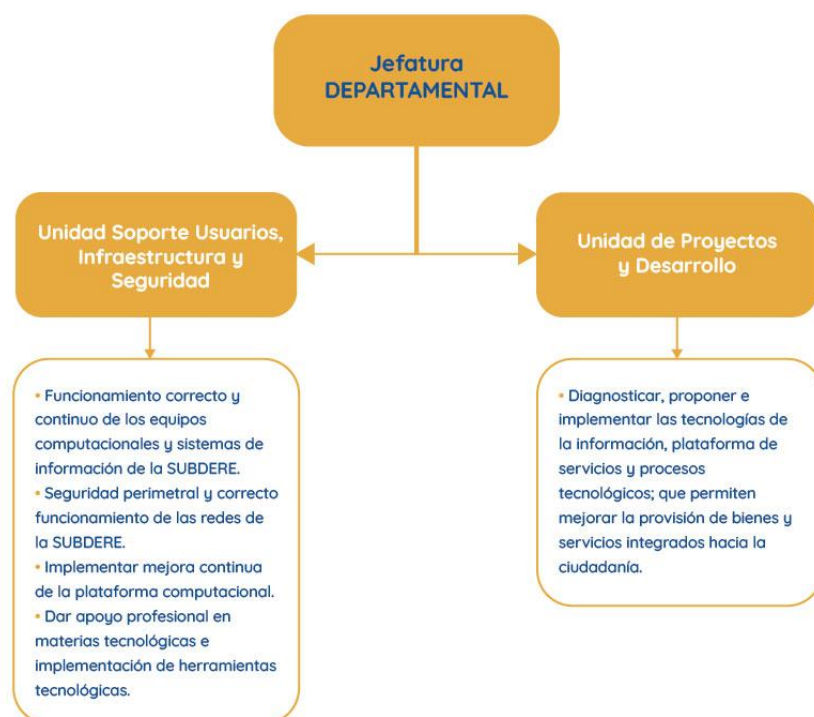 Jefatura
DEPARTAMENTAL
Unidad Soporte Usuarios,
Infraestructura y
Seguridad
Unidad de Proyectos
y Desarrollo
• Funcionamiento correcto y
continuo de los equipos
computacionales y sistemas de
información de la SUBDERE.
• Seguridad perimetral y correcto
funcionamiento de las redes de
la SUBDERE.
• Implementar mejora continua
de la plataforma computacional.
• Dar apoyo profesional en
materias tecnológicas e
implementación de herramientas
tecnológicas.
• Diagnosticar, proponer e
implementar las tecnologías de
la información, plataforma de
servicios y procesos
tecnológicos; que permiten
mejorar la provisión de bienes y
servicios integrados hacia la
ciudadanía.